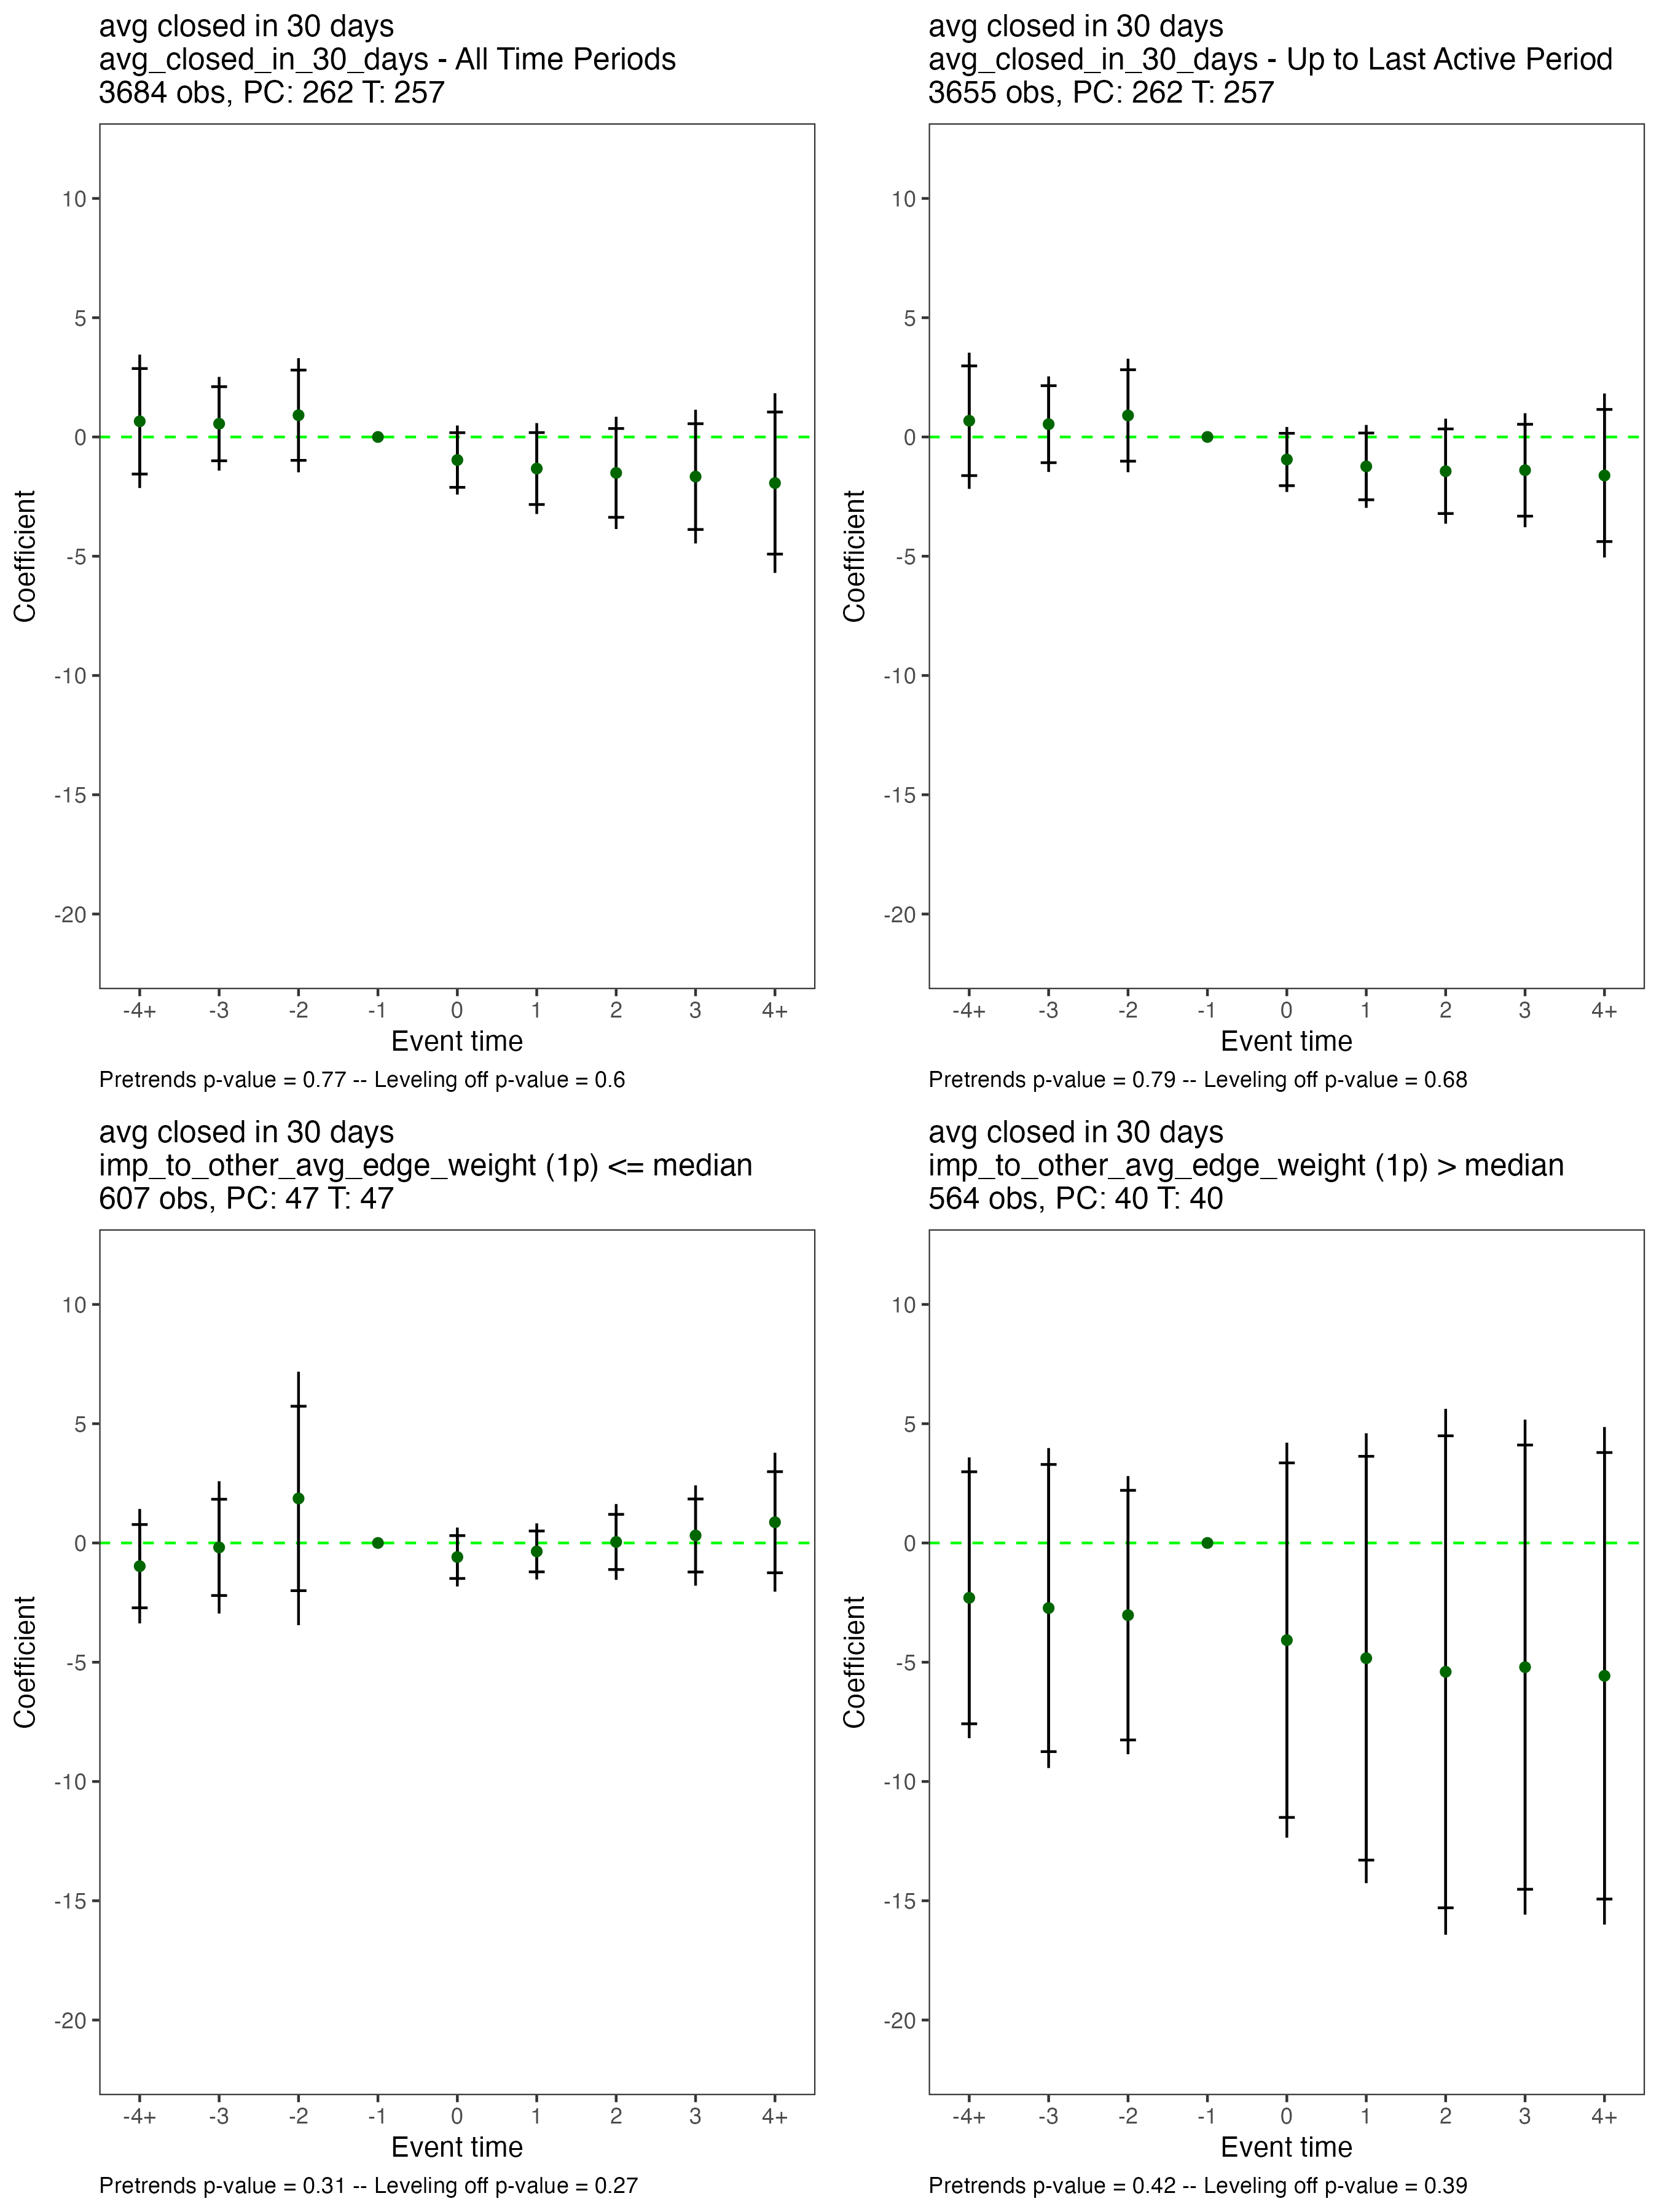 avg closed in 30 days
avg_closed_in_30_days - All Time Periods
3684 obs, PC: 262 T: 257
10
5
0
-5
-10
-15
-20
Coefficient
-4+ -3 -2 -1 0 1 2 3 4+
Event time
Pretrends p-value = 0.77 -- Leveling off p-value = 0.6
avg closed in 30 days
avg_closed_in_30_days - Up to Last Active Period
3655 obs, PC: 262 T: 257
10
5
0
-5
-10
-15
-20
Coefficient
-4+ -3 -2 -1 0 1 2 3 4+
Event time
Pretrends p-value = 0.79 -- Leveling off p-value = 0.68
avg closed in 30 days
imp_to_other_avg_edge_weight (1p) <= median
607 obs, PC: 47 T: 47
10
5
0
-5
-10
-15
-20
Coefficient
-4+ -3 -2 -1 0 1 2 3 4+
Event time
Pretrends p-value = 0.31 -- Leveling off p-value = 0.27
avg closed in 30 days
imp_to_other_avg_edge_weight (1p) > median
564 obs, PC: 40 T: 40
10
5
0
-5
-10
-15
-20
Coefficient
-4+ -3 -2 -1 0 1 2 3 4+
Event time
Pretrends p-value = 0.42 -- Leveling off p-value = 0.39